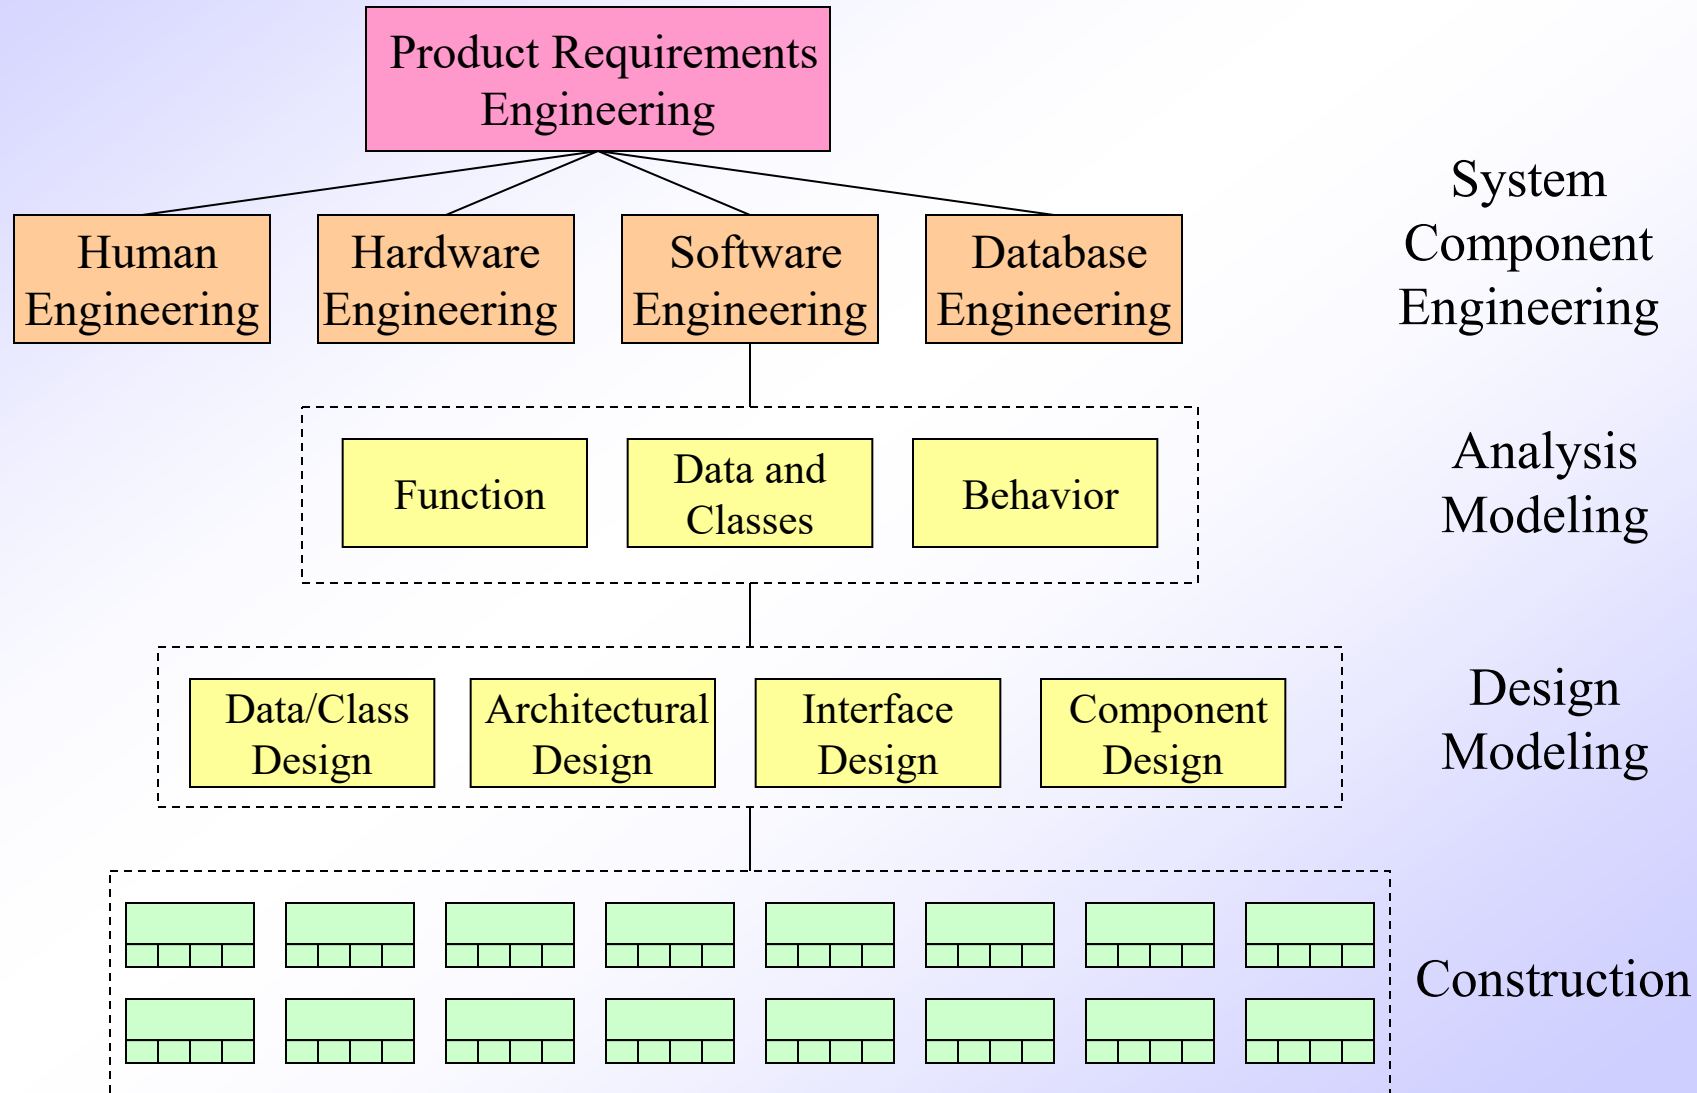 Product Requirements
Engineering
System
Component
Engineering
Human
Engineering
Hardware
Engineering
Software
Engineering
Database
Engineering
Analysis
Modeling
Function
Data and
Classes
Behavior
Design
Modeling
Data/Class
Design
Architectural
Design
Interface
Design
Component
Design
Construction